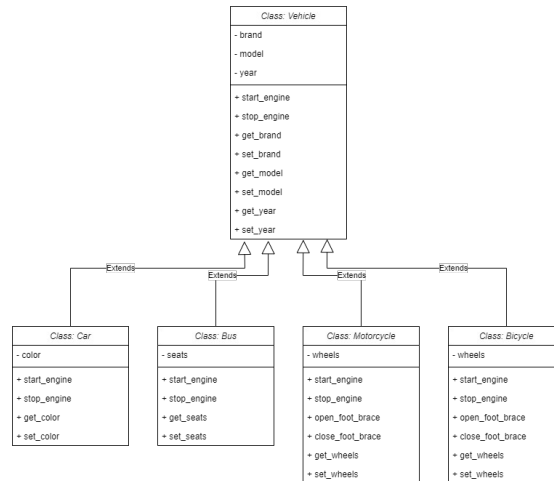 Class: Vehicle
- brand
- model
- year
+ start_engine
+ stop_engine
+ get_brand
+ set_brand
+ get_model
+ set_model
+ get_year
+ set_year
Extends
Extends
Extends
Extends
Class: Car
- color
+ start_engine
+ stop_engine
+ get_color
+ set_color
Class: Bus
- seats
+ start_engine
+ stop_engine
+ get_seats
+ set_seats
Class: Motorcycle
- wheels
+ start_engine
+ stop_engine
+ open_foot_brace
+ close_foot_brace
+ get_wheels
+ set_wheels
Class: Bicycle
- wheels
+ start_engine
+ stop_engine
+ open_foot_brace
+ close_foot_brace
+ get_wheels
+ set_wheels